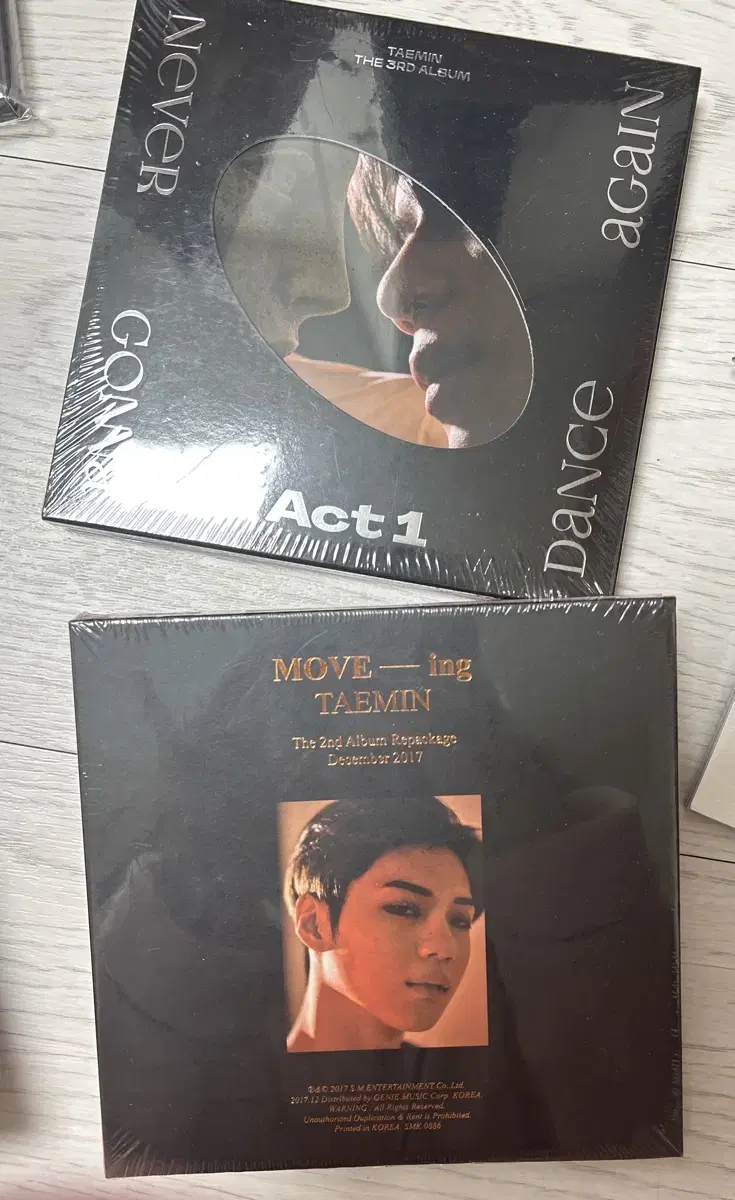 TAEMIN
THE 3RD ALBUM
NeveR
GONNa
DaNCe
aGaIN
Act 1
MOVE — ing
TAEMIN
The 2nd Album Repackage
December 2017
℗& © 2017 S.M.ENTERTAINMENT Co.,Ltd.
2017.12 Distributed by GENIE MUSIC Corp. KOREA.
WARNING : All Rights Reserved.
Unauthorized Duplication & Rent is Prohibited.
Printed in KOREA. SMK 0886